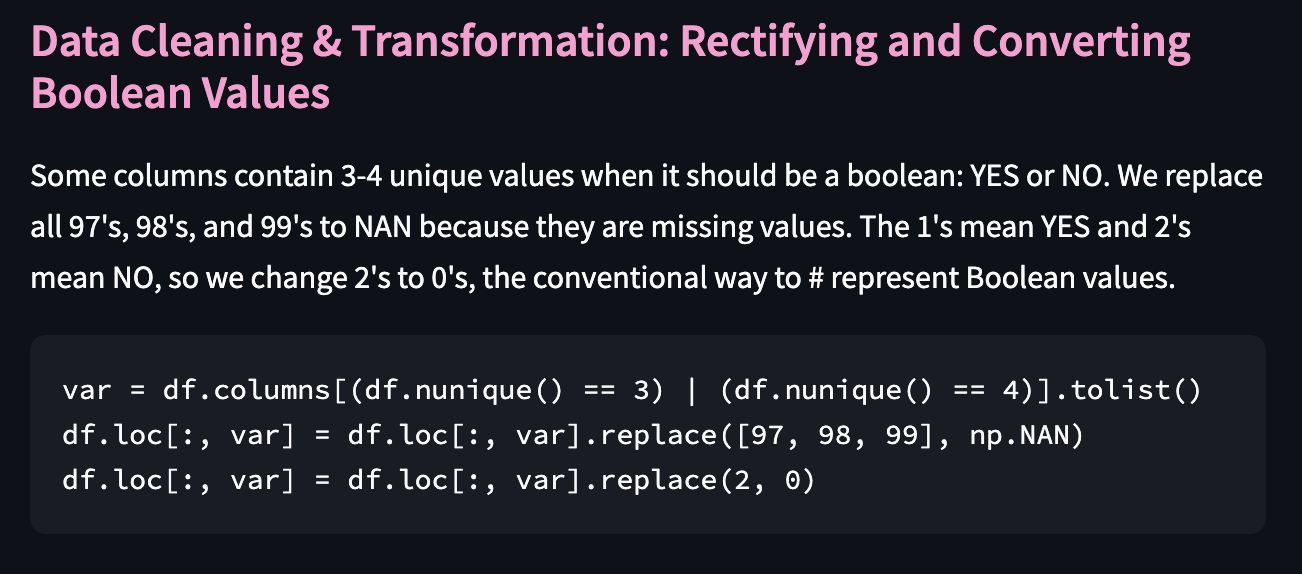 Data Cleaning & Transformation: Rectifying and Converting
Boolean Values
Some columns contain 3-4 unique values when it should be a boolean: YES or NO. We replace
all 97's, 98's, and 99's to NAN because they are missing values. The 1's mean YES and 2's
mean NO, so we change 2's to 0's, the conventional way to # represent Boolean values.
var = df.columns[(df.nunique() == 3) | (df.nunique() == 4)].tolist()
df.loc[:, var] = df.loc[:, var].replace([97, 98, 99], np.NAN)
df.loc[:, var] = df.loc[:, var].replace(2, 0)